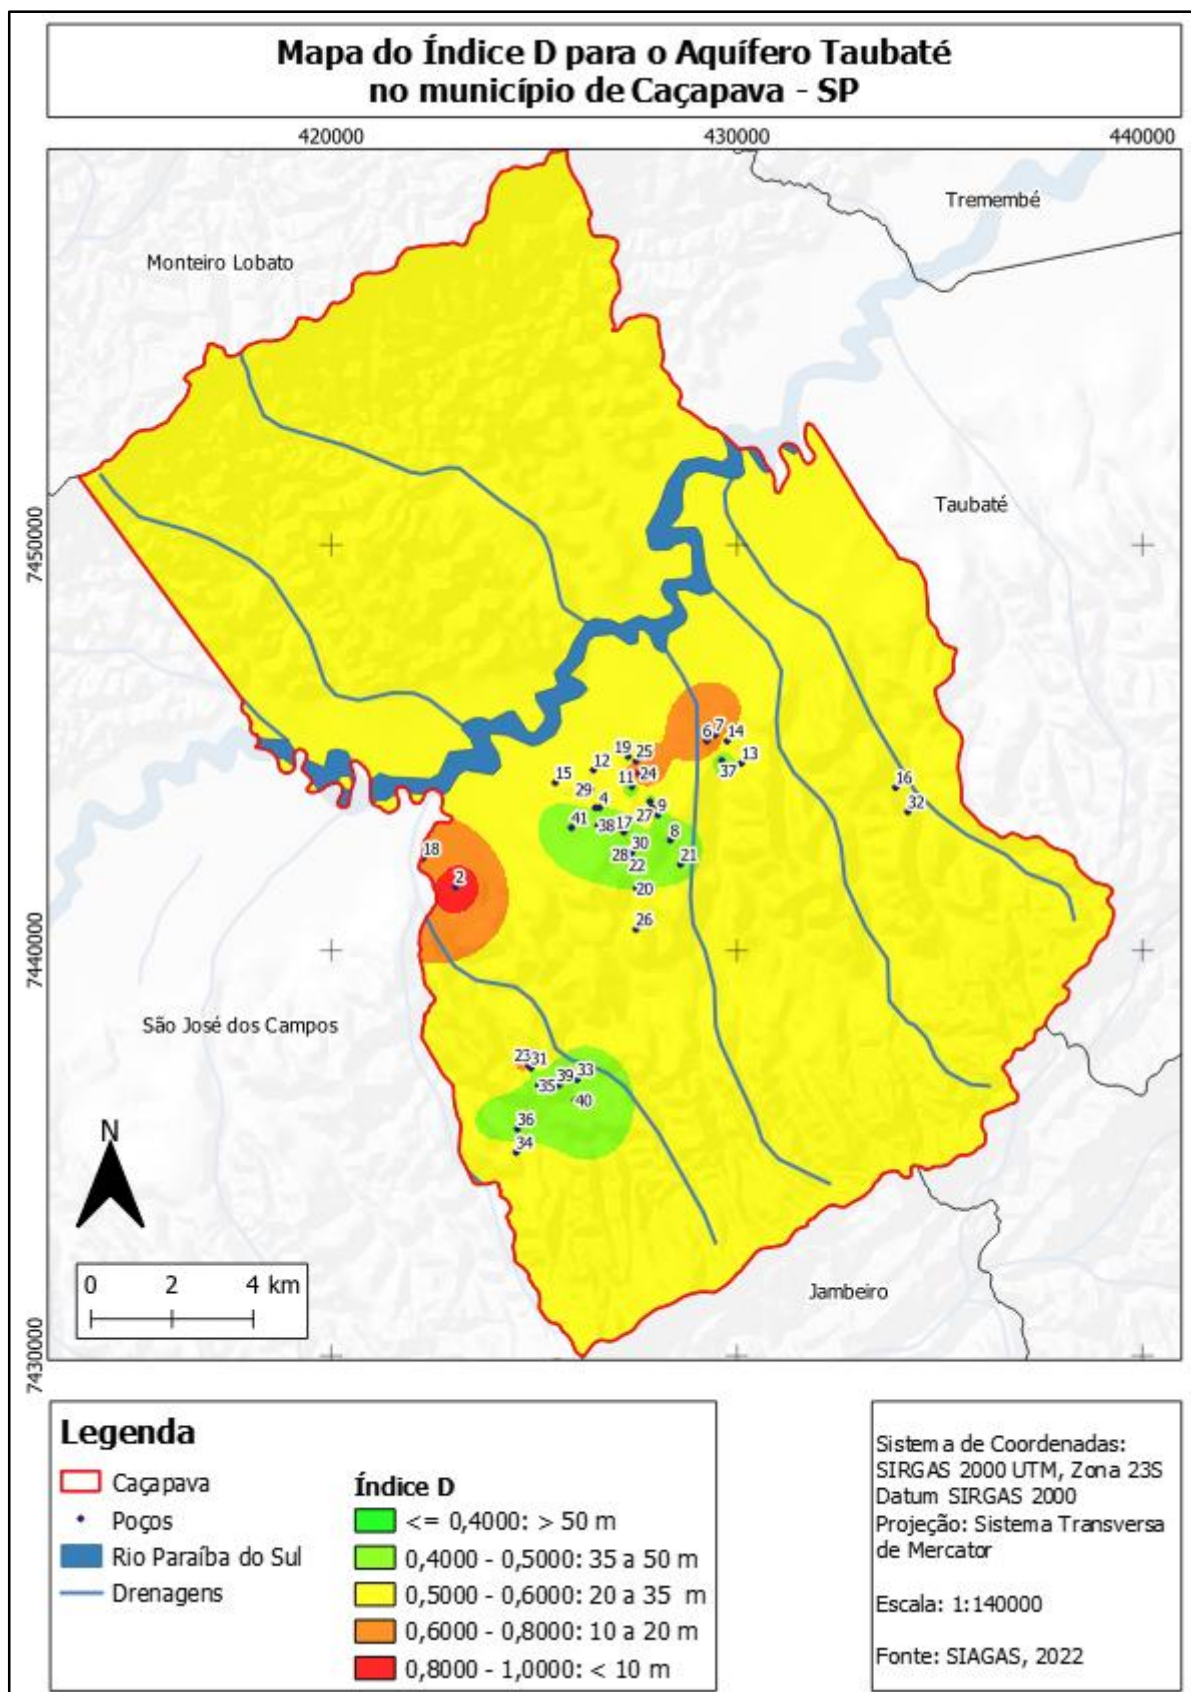 Mapa do Índice D para o Aquífero Taubaté
no município de Caçapava - SP
420000
430000
440000
Tremembé
Monteiro Lobato
Taubaté
7450000
7
6
14
19
25
13
12
37
24
15
11
16
29
4
9
32
41
38
17
27
8
30
18
28
21
22
2
20
26
7440000
São José dos Campos
23
31
33
39
35
40
36
34
N
0
2
4 km
Jambeiro
7430000
Legenda
Caçapava
Poços
Rio Paraíba do Sul
Drenagens
Índice D
<= 0,4000: > 50 m
0,4000 - 0,5000: 35 a 50 m
0,5000 - 0,6000: 20 a 35 m
0,6000 - 0,8000: 10 a 20 m
0,8000 - 1,0000: < 10 m
Sistema de Coordenadas:
SIRGAS 2000 UTM, Zona 23S
Datum SIRGAS 2000
Projeção: Sistema Transversa
de Mercator
Escala: 1:140000
Fonte: SIAGAS, 2022